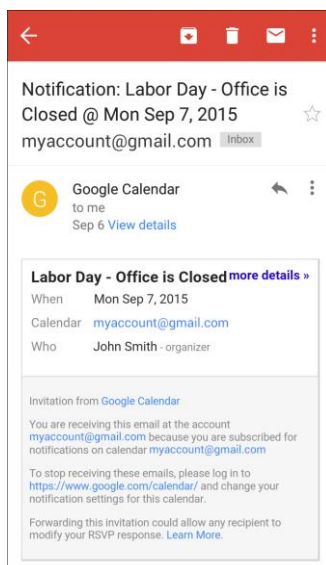 Notification: Labor Day - Office is
Closed @ Mon Sep 7, 2015
myaccount@gmail.com Inbox
G
Google Calendar
to me
Sep 6 View details
Labor Day - Office is Closed more details »
When Mon Sep 7, 2015
Calendar myaccount@gmail.com
Who John Smith - organizer
Invitation from Google Calendar
You are receiving this email at the account
myaccount@gmail.com because you are subscribed for
notifications on calendar myaccount@gmail.com
To stop receiving these emails, please log in to
https://www.google.com/calendar/ and change your
notification settings for this calendar.
Forwarding this invitation could allow any recipient to
modify your RSVP response. Learn More.